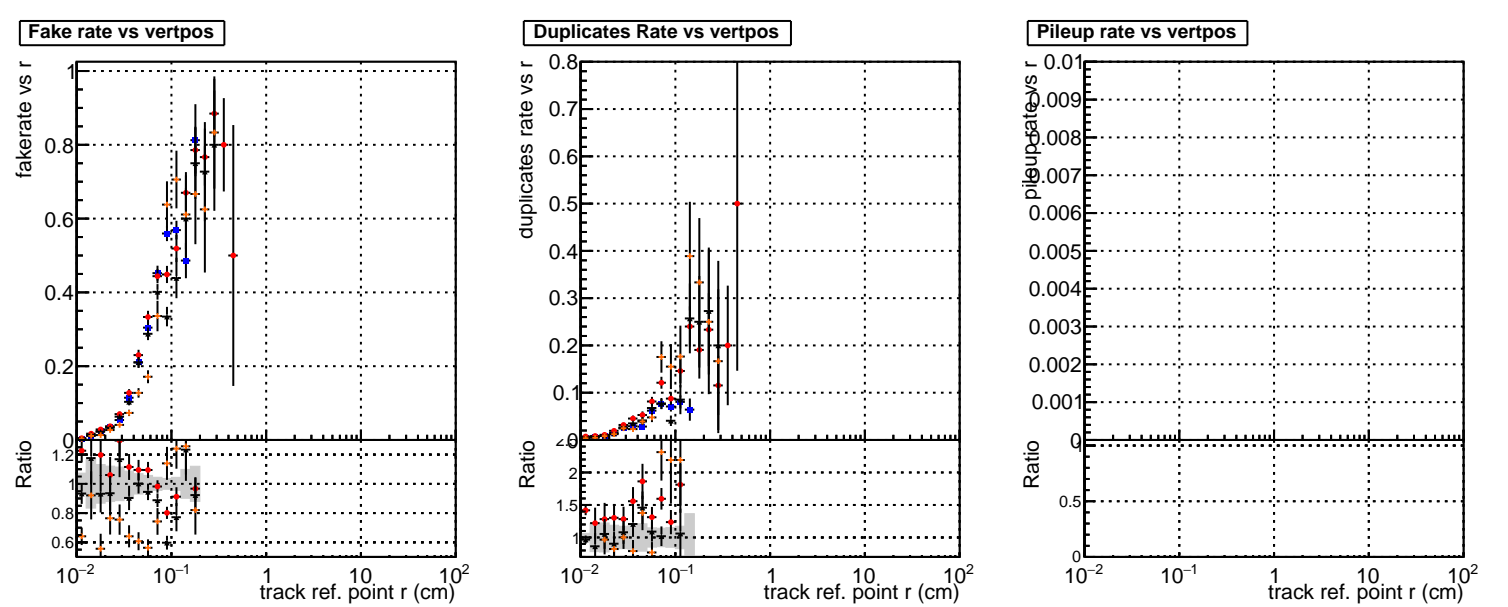 Fake rate vs vertpos
fakerate vs r
1
0.8
0.6
0.4
0.2
0
Ratio
1.2
1
0.8
0.6
10⁻² 10⁻¹ 1 10 10²
track ref. point r (cm)
Duplicates Rate vs vertpos
duplicates rate vs r
0.8
0.7
0.6
0.5
0.4
0.3
0.2
0.1
0
Ratio
2
1.5
1
10⁻² 10⁻¹ 1 10 10²
track ref. point r (cm)
Pileup rate vs vertpos
pileup rate vs r
0.01
0.009
0.008
0.007
0.006
0.005
0.004
0.003
0.002
0.001
0
Ratio
1
0.5
0
10⁻² 10⁻¹ 1 10 10²
track ref. point r (cm)